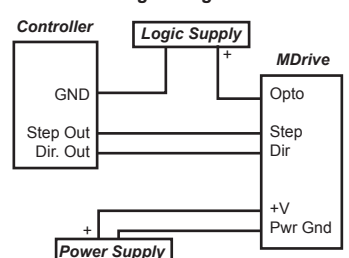 Controller
Logic Supply
+
MDrive
GND
Opto
Step Out
Step
Dir. Out
Dir
+V
+
Pwr Gnd
Power Supply